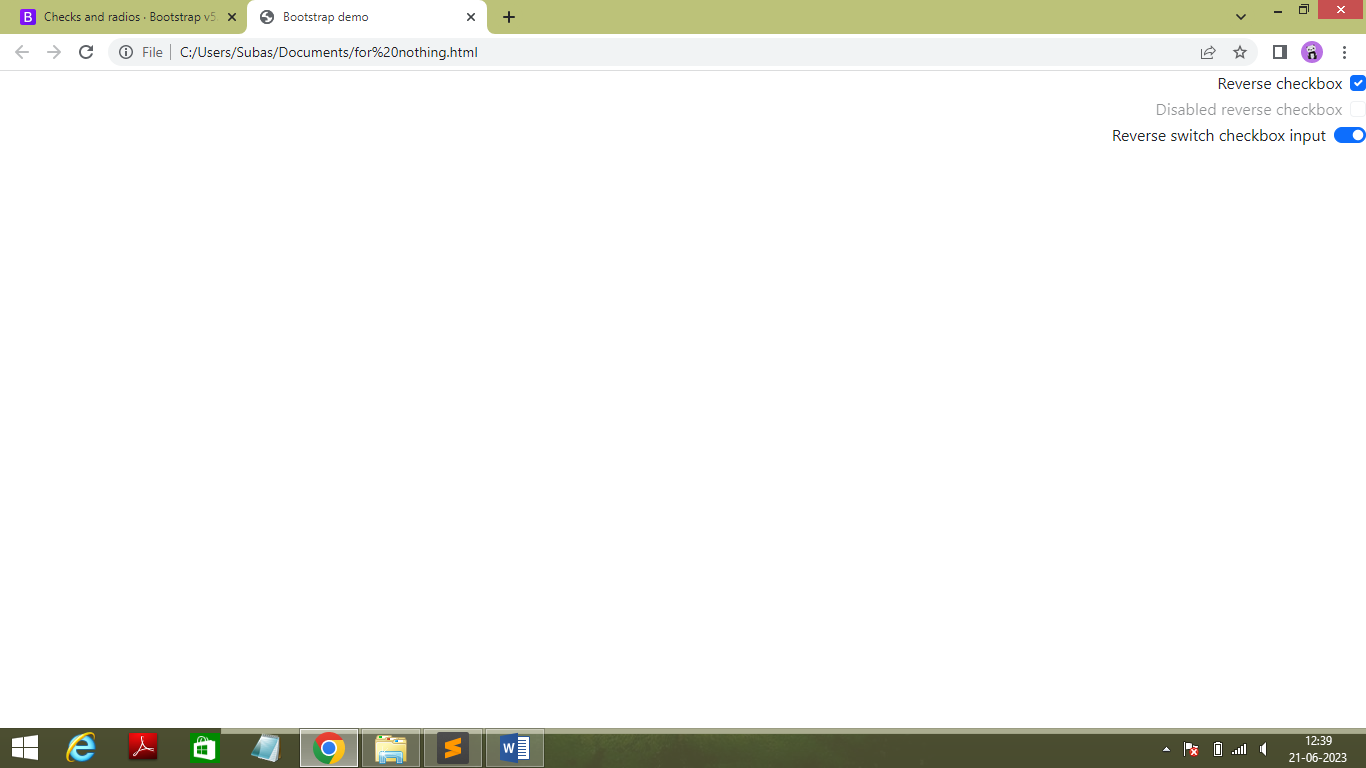 Checks and radios · Bootstrap v5.
Bootstrap demo
File
C:/Users/Subas/Documents/for%20nothing.html
Reverse checkbox
Disabled reverse checkbox
Reverse switch checkbox input
12:39
21-06-2023